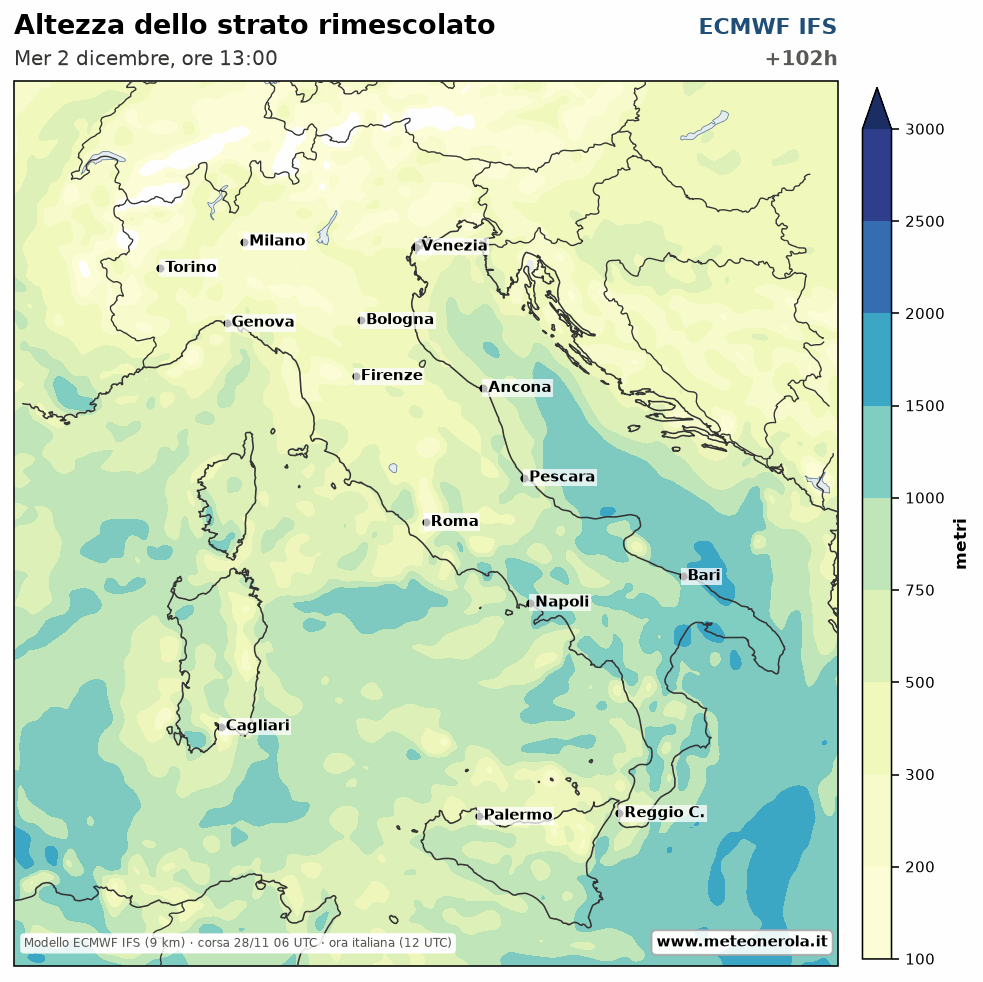 Altezza dello strato rimescolato
ECMWF IFS
Mer 2 dicembre, ore 13:00
+102h
3000
2500
2000
1500
1000
750
500
300
200
100
metri
Milano
Venezia
Torino
Genova
Bologna
Firenze
Ancona
Pescara
Roma
Bari
Napoli
Cagliari
Palermo
Reggio C.
Modello ECMWF IFS (9 km) · corsa 28/11 06 UTC · ora italiana (12 UTC)
www.meteonerola.it